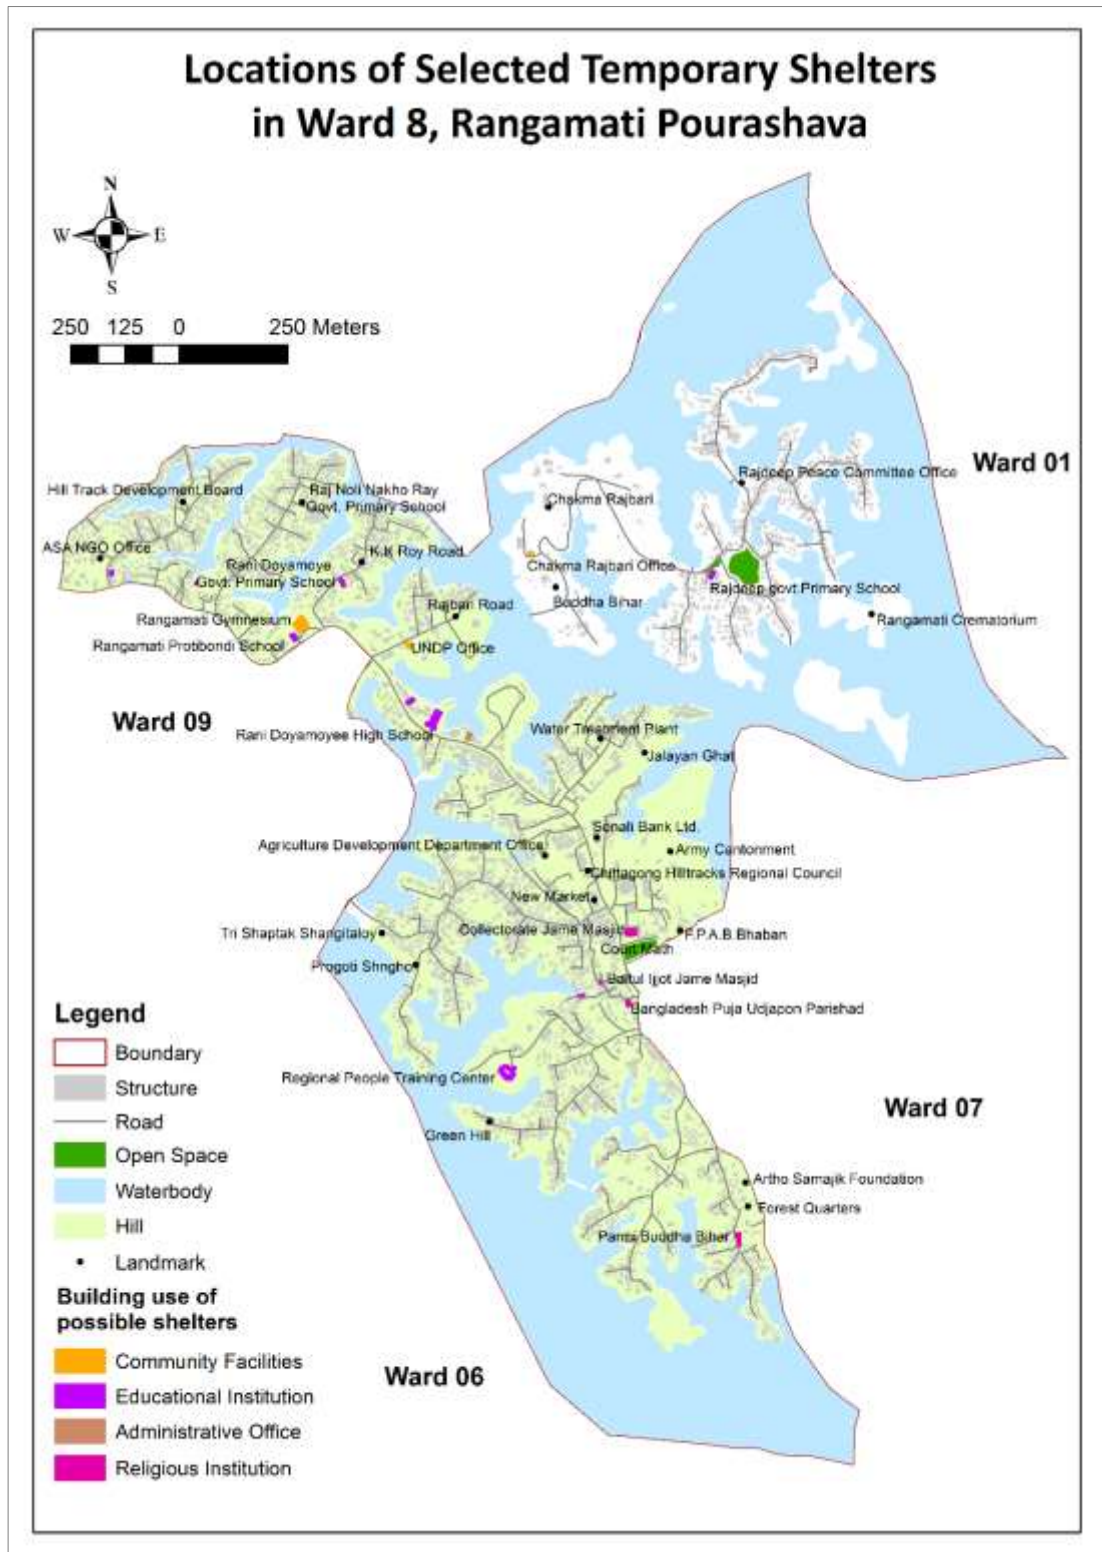 Locations of Selected Temporary Shelters
in Ward 8, Rangamati Pourashava
N
W
E
S
250 125 0 250 Meters
Ward 01
Rajdeep Peace Committee Office
Hill Track Development Board
Raj Noli Nakho Ray
Govt. Primary School
Chakma Rajbari
ASA NGO Office
K.K Roy Road
Rani Doyamoye
Govt. Primary School
Chakma Rajbari Office
Rajdeep govt Primary School
Buddha Bihar
Rajbari Road
Rangamati Gymnesium
Rangamati Crematorium
Rangamati Protibondi School
UNDP Office
Ward 09
Rani Doyamoyee High School
Water Treatment Plant
Jalayan Ghat
Sonali Bank Ltd.
Agriculture Development Department Office
Army Cantonment
Chittagong Hilltracks Regional Council
New Market
Tri Shaptak Shangitaloy
Collectorate Jame Masjid
F.P.A.B Bhaban
Court Math
Progoti Shngho
Baitul Ijjot Jame Masjid
Bangladesh Puja Udjapon Parishad
Regional People Training Center
Ward 07
Green Hill
Artho Samajik Foundation
Forest Quarters
Buddha Bihar
Ward 06
Legend
Boundary
Structure
Road
Open Space
Waterbody
Hill
Landmark
Building use of
possible shelters
Community Facilities
Educational Institution
Administrative Office
Religious Institution